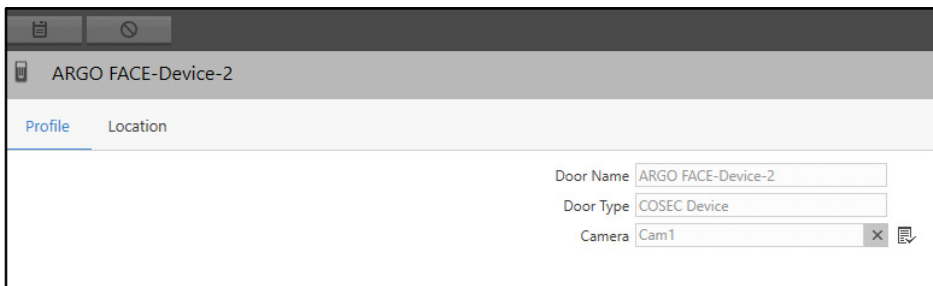 ARGO FACE-Device-2
Profile Location
Door Name ARGO FACE-Device-2
Door Type COSEC Device
Camera Cam1